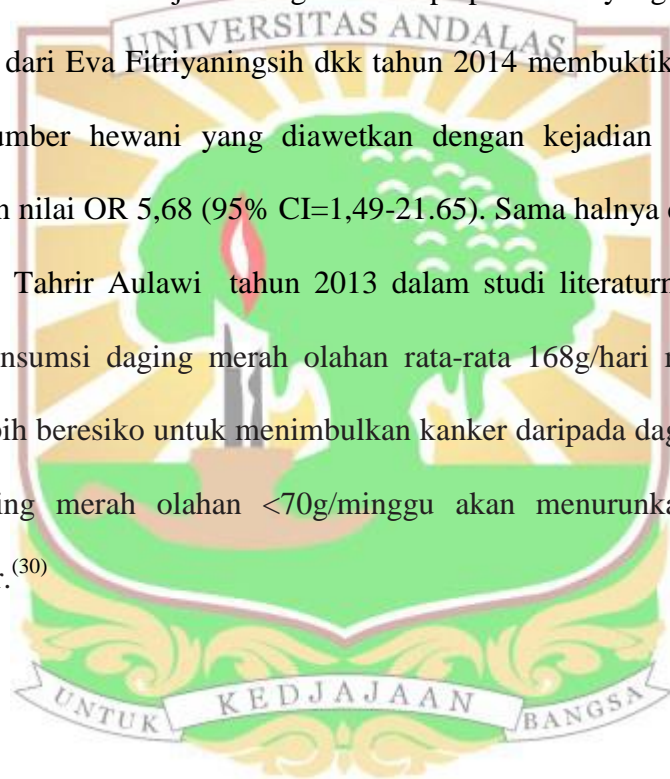 UNIVERSITAS ANDALAS
dari Eva Fitriyaningsih dkk tahun 2014 membuktik
umber hewani yang diawetkan dengan kejadian
n nilai OR 5,68 (95% CI=1,49-21.65). Sama halnya
Tahrir Aulawi tahun 2013 dalam studi literaturn
onsumsi daging merah olahan rata-rata 168g/hari
bih beresiko untuk menimbulkan kanker daripada dag
ing merah olahan <70g/minggu akan menurunka
r.(30)
UNTUK KEDJAJAAN BANGSA